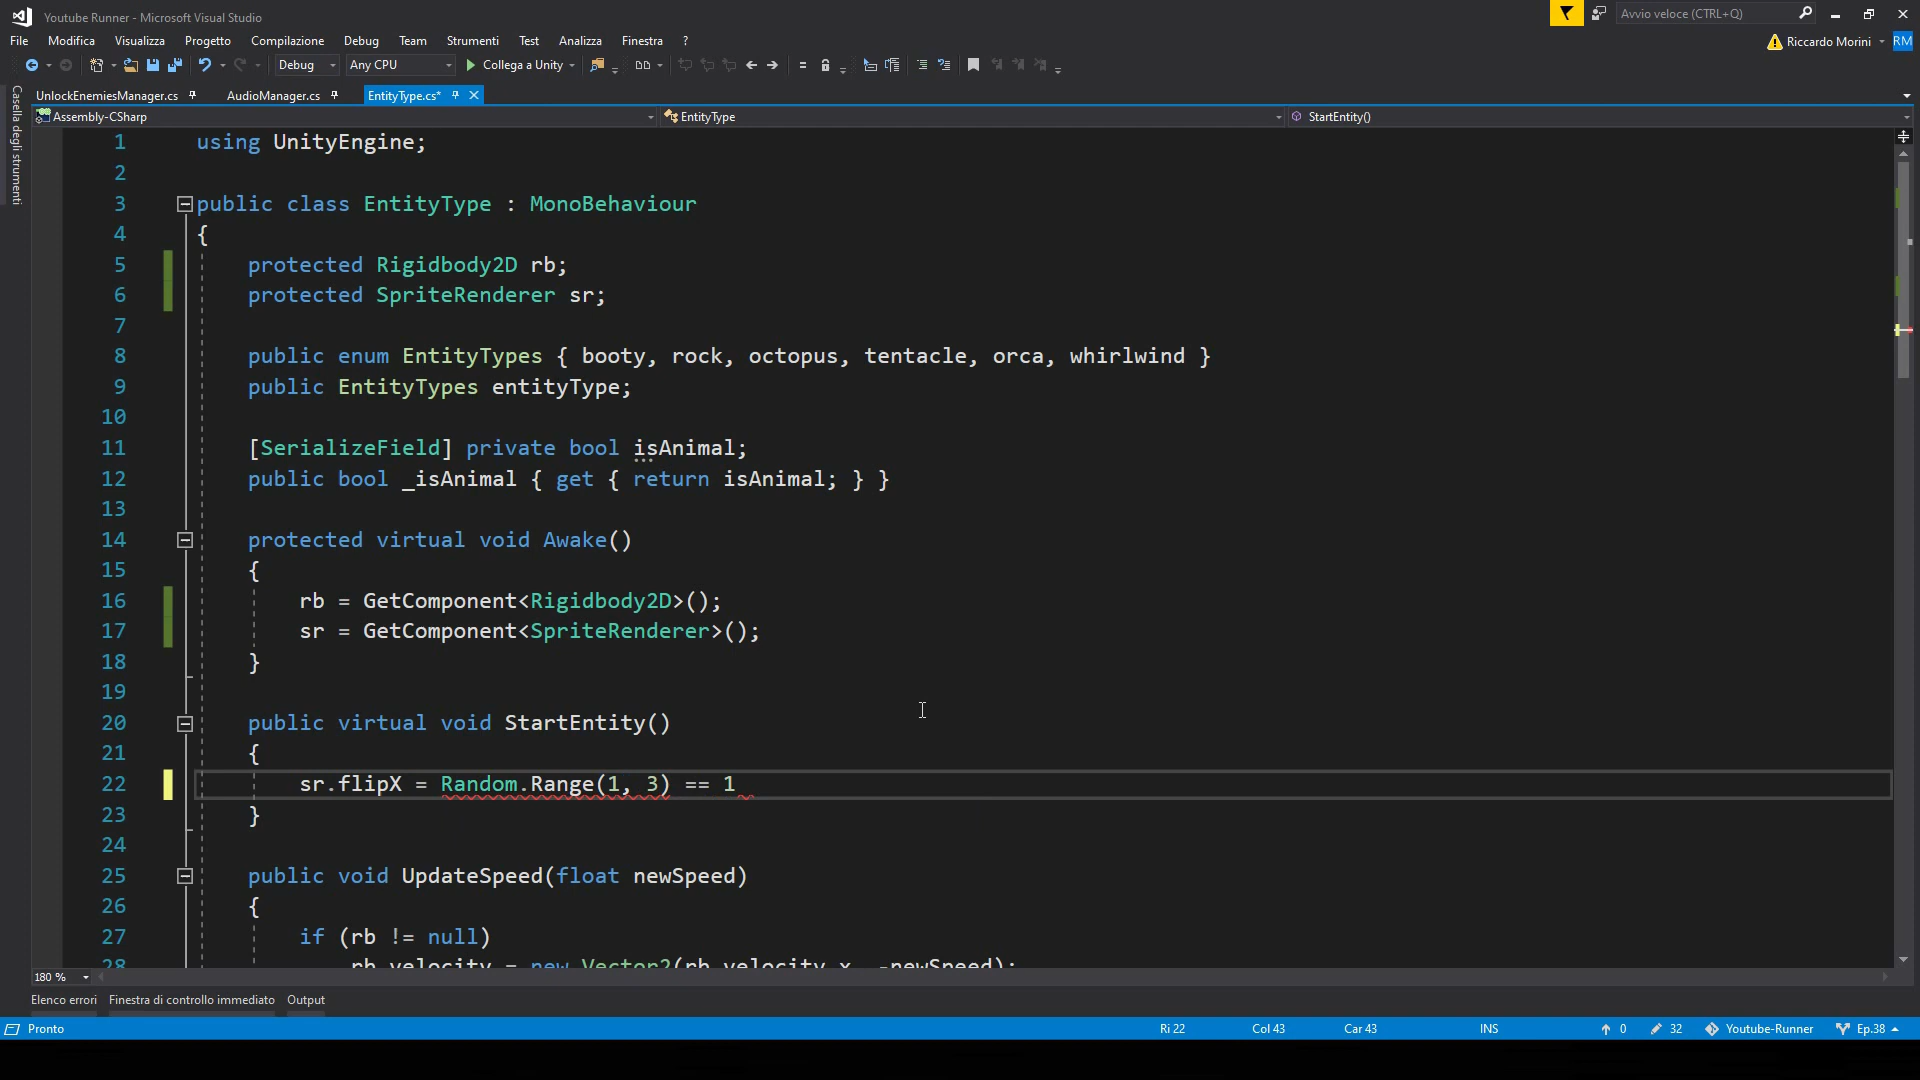 Youtube Runner - Microsoft Visual Studio
Avvio veloce (CTRL+Q)
File Modifica Visualizza Progetto Compilazione Debug Team Strumenti Test Analizza Finestra ?
Riccardo Morini RM
Debug Any CPU Collega a Unity
UnlockEnemiesManager.cs AudioManager.cs EntityType.cs*
Casella degli strumenti
Assembly-CSharp EntityType StartEntity()
1 using UnityEngine;
2
3 public class EntityType : MonoBehaviour
4 {
5 protected Rigidbody2D rb;
6 protected SpriteRenderer sr;
7
8 public enum EntityTypes { booty, rock, octopus, tentacle, orca, whirlwind }
9 public EntityTypes entityType;
10
11 [SerializeField] private bool isAnimal;
12 public bool _isAnimal { get { return isAnimal; } }
13
14 protected virtual void Awake()
15 {
16 rb = GetComponent<Rigidbody2D>();
17 sr = GetComponent<SpriteRenderer>();
18 }
19
20 public virtual void StartEntity()
21 {
22 sr.flipX = Random.Range(1, 3) == 1
23 }
24
25 public void UpdateSpeed(float newSpeed)
26 {
27 if (rb != null)
28 rb.velocity = new Vector2(rb.velocity.x, -newSpeed);
180 %
Elenco errori Finestra di controllo immediato Output
Pronto Ri 22 Col 43 Car 43 INS 0 32 Youtube-Runner Ep.38